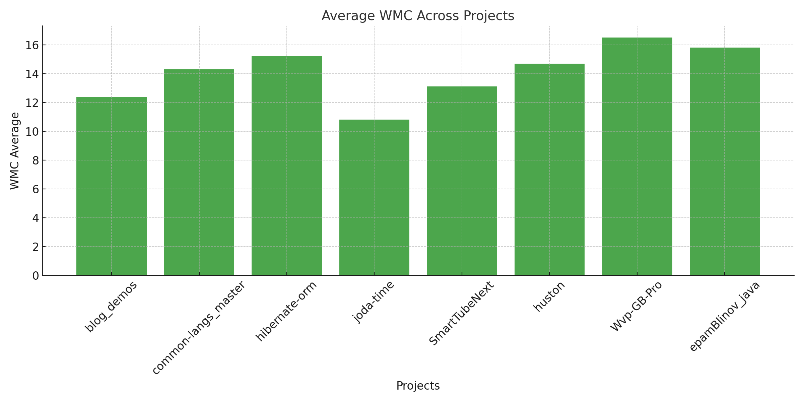 Average WMC Across Projects
WMC Average
16
14
12
10
8
6
4
2
0
blog_demos
common-langs_master
hibernate-orm
joda-time
SmartTubeNext
huston
Wvp-GB-Pro
epamBlinov_java
Projects